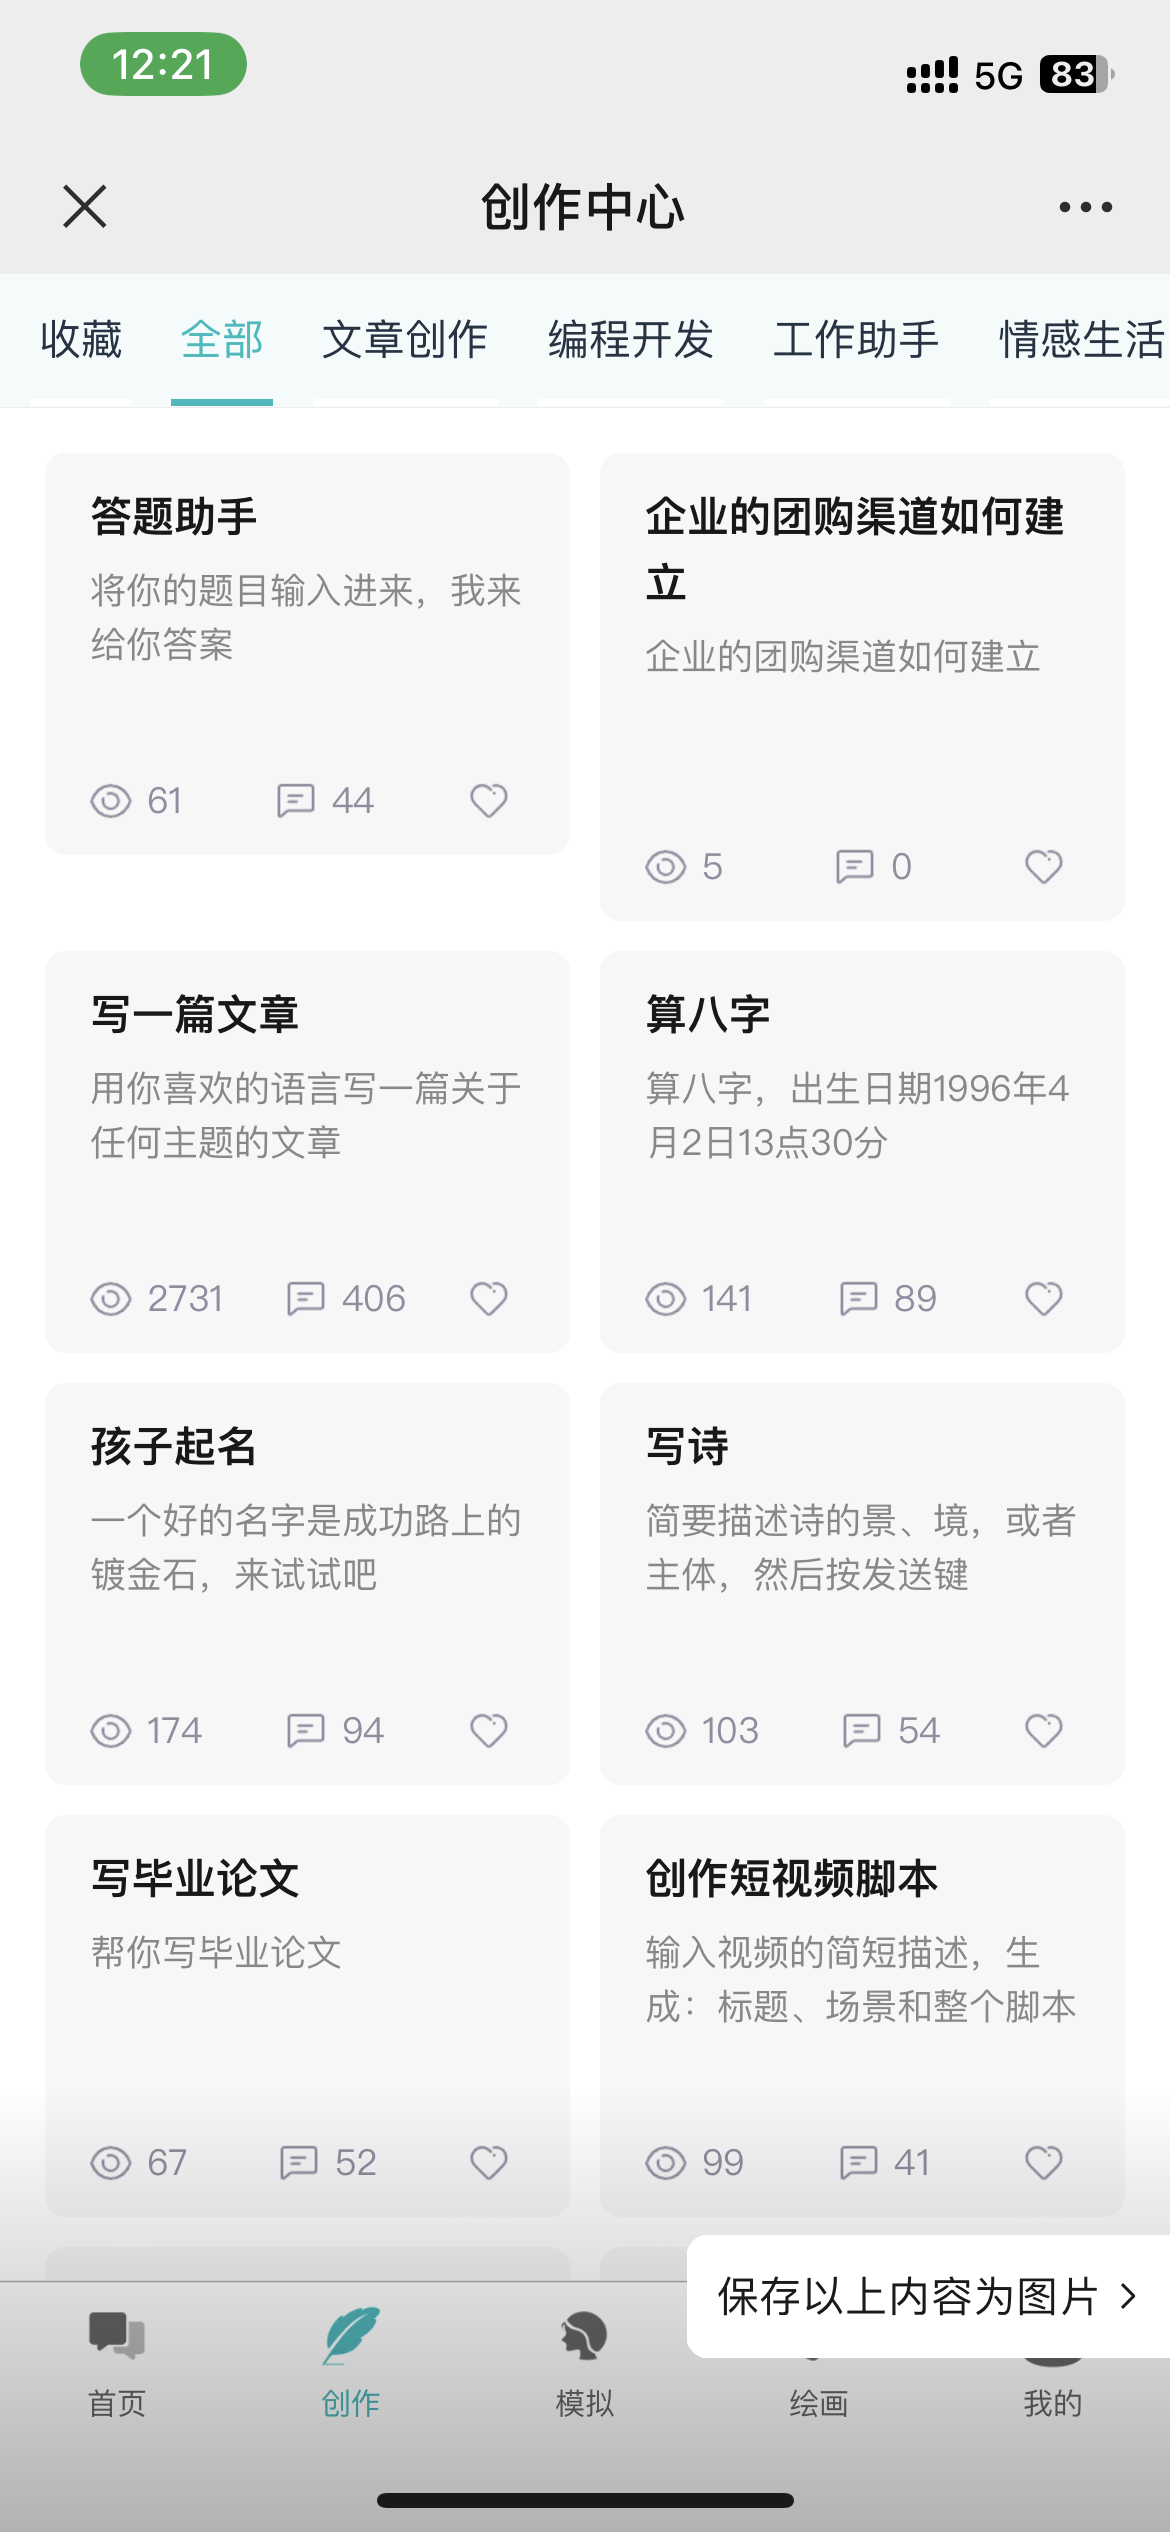 12:21
5G 83
创作中心
收藏 全部 文章创作 编程开发 工作助手 情感生活
答题助手
将你的题目输入进来，我来
给你答案
61 44
企业的团购渠道如何建
立
企业的团购渠道如何建立
5 0
写一篇文章
用你喜欢的语言写一篇关于
任何主题的文章
2731 406
算八字
算八字，出生日期1996年4
月2日13点30分
141 89
孩子起名
一个好的名字是成功路上的
镀金石，来试试吧
174 94
写诗
简要描述诗的景、境，或者
主体，然后按发送键
103 54
写毕业论文
帮你写毕业论文
67 52
创作短视频脚本
输入视频的简短描述，生
成：标题、场景和整个脚本
99 41
保存以上内容为图片
首页 创作 模拟 绘画 我的